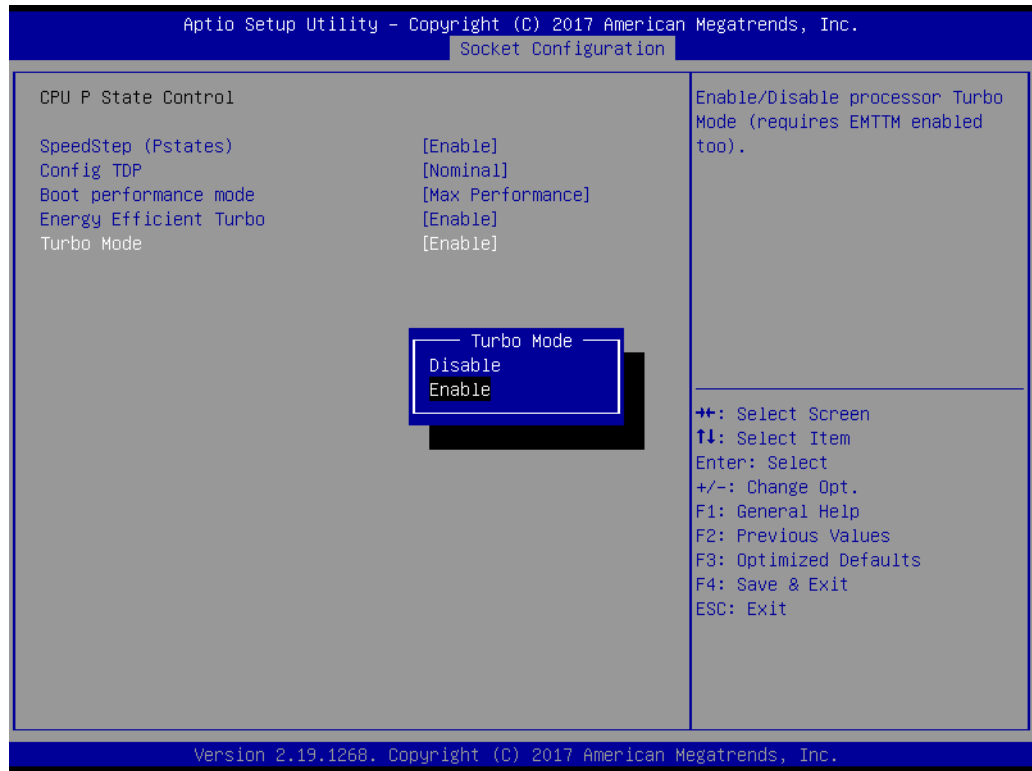 Aptio Setup Utility – Copyright (C) 2017 American Megatrends, Inc.
Socket Configuration
CPU P State Control
SpeedStep (Pstates) [Enable]
Config TDP [Nominal]
Boot performance mode [Max Performance]
Energy Efficient Turbo [Enable]
Turbo Mode [Enable]
Turbo Mode
Disable
Enable
Enable/Disable processor Turbo
Mode (requires EMTTM enabled
too).
→←: Select Screen
↑↓: Select Item
Enter: Select
+/-: Change Opt.
F1: General Help
F2: Previous Values
F3: Optimized Defaults
F4: Save & Exit
ESC: Exit
Version 2.19.1268. Copyright (C) 2017 American Megatrends, Inc.